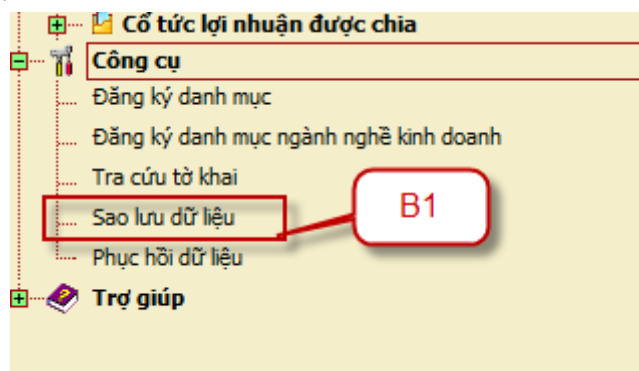 Cổ tức lợi nhuận được chia
Công cụ
Đăng ký danh mục
Đăng ký danh mục ngành nghề kinh doanh
Tra cứu tờ khai
Sao lưu dữ liệu
B1
Phục hồi dữ liệu
Trợ giúp